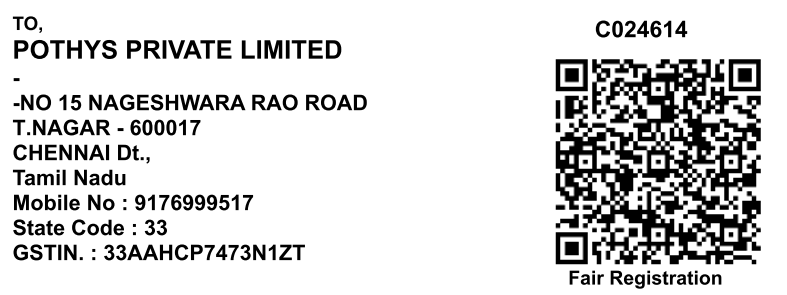 TO,
POTHYS PRIVATE LIMITED
-
-NO 15 NAGESHWARA RAO ROAD
T.NAGAR - 600017
CHENNAI Dt.,
Tamil Nadu
Mobile No : 9176999517
State Code : 33
GSTIN. : 33AAHCP7473N1ZT
C024614
Fair Registration